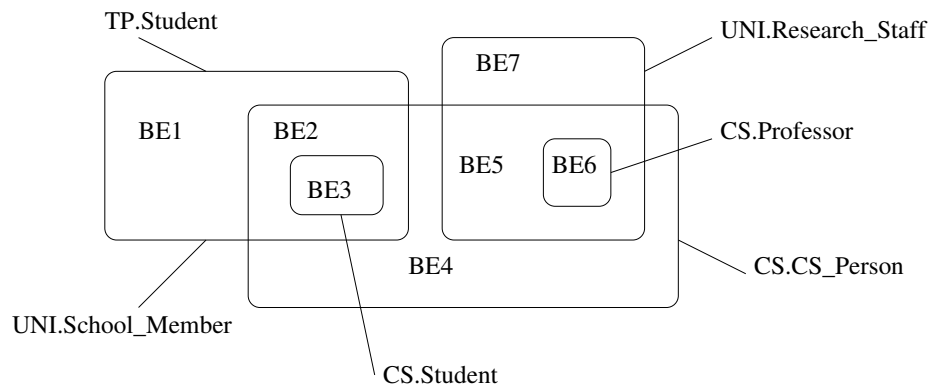 TP.Student
UNI.Research_Staff
BE7
BE1
BE2
CS.Professor
BE5
BE6
BE3
BE4
CS.CS_Person
UNI.School_Member
CS.Student